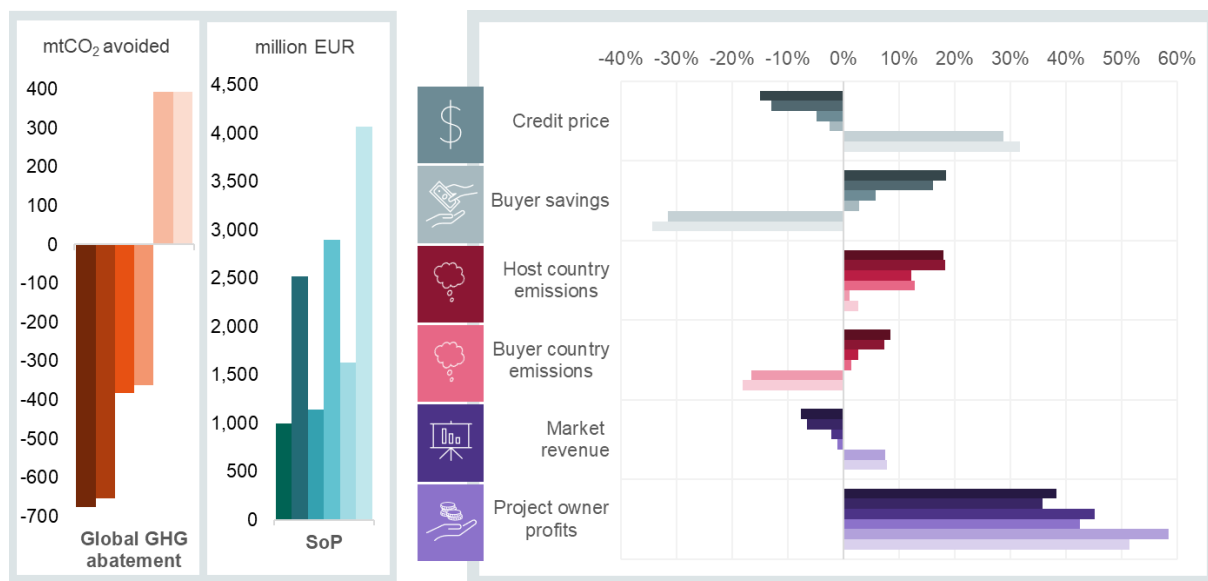 mtCO₂ avoided
400
300
200
100
0
-100
-200
-300
-400
-500
-600
-700
Global GHG
abatement
million EUR
4,500
4,000
3,500
3,000
2,500
2,000
1,500
1,000
500
0
SoP
-40% -30% -20% -10% 0% 10% 20% 30% 40% 50% 60%
$
Credit price
Buyer savings
Host country
emissions
Buyer country
emissions
Market
revenue
Project owner
profits